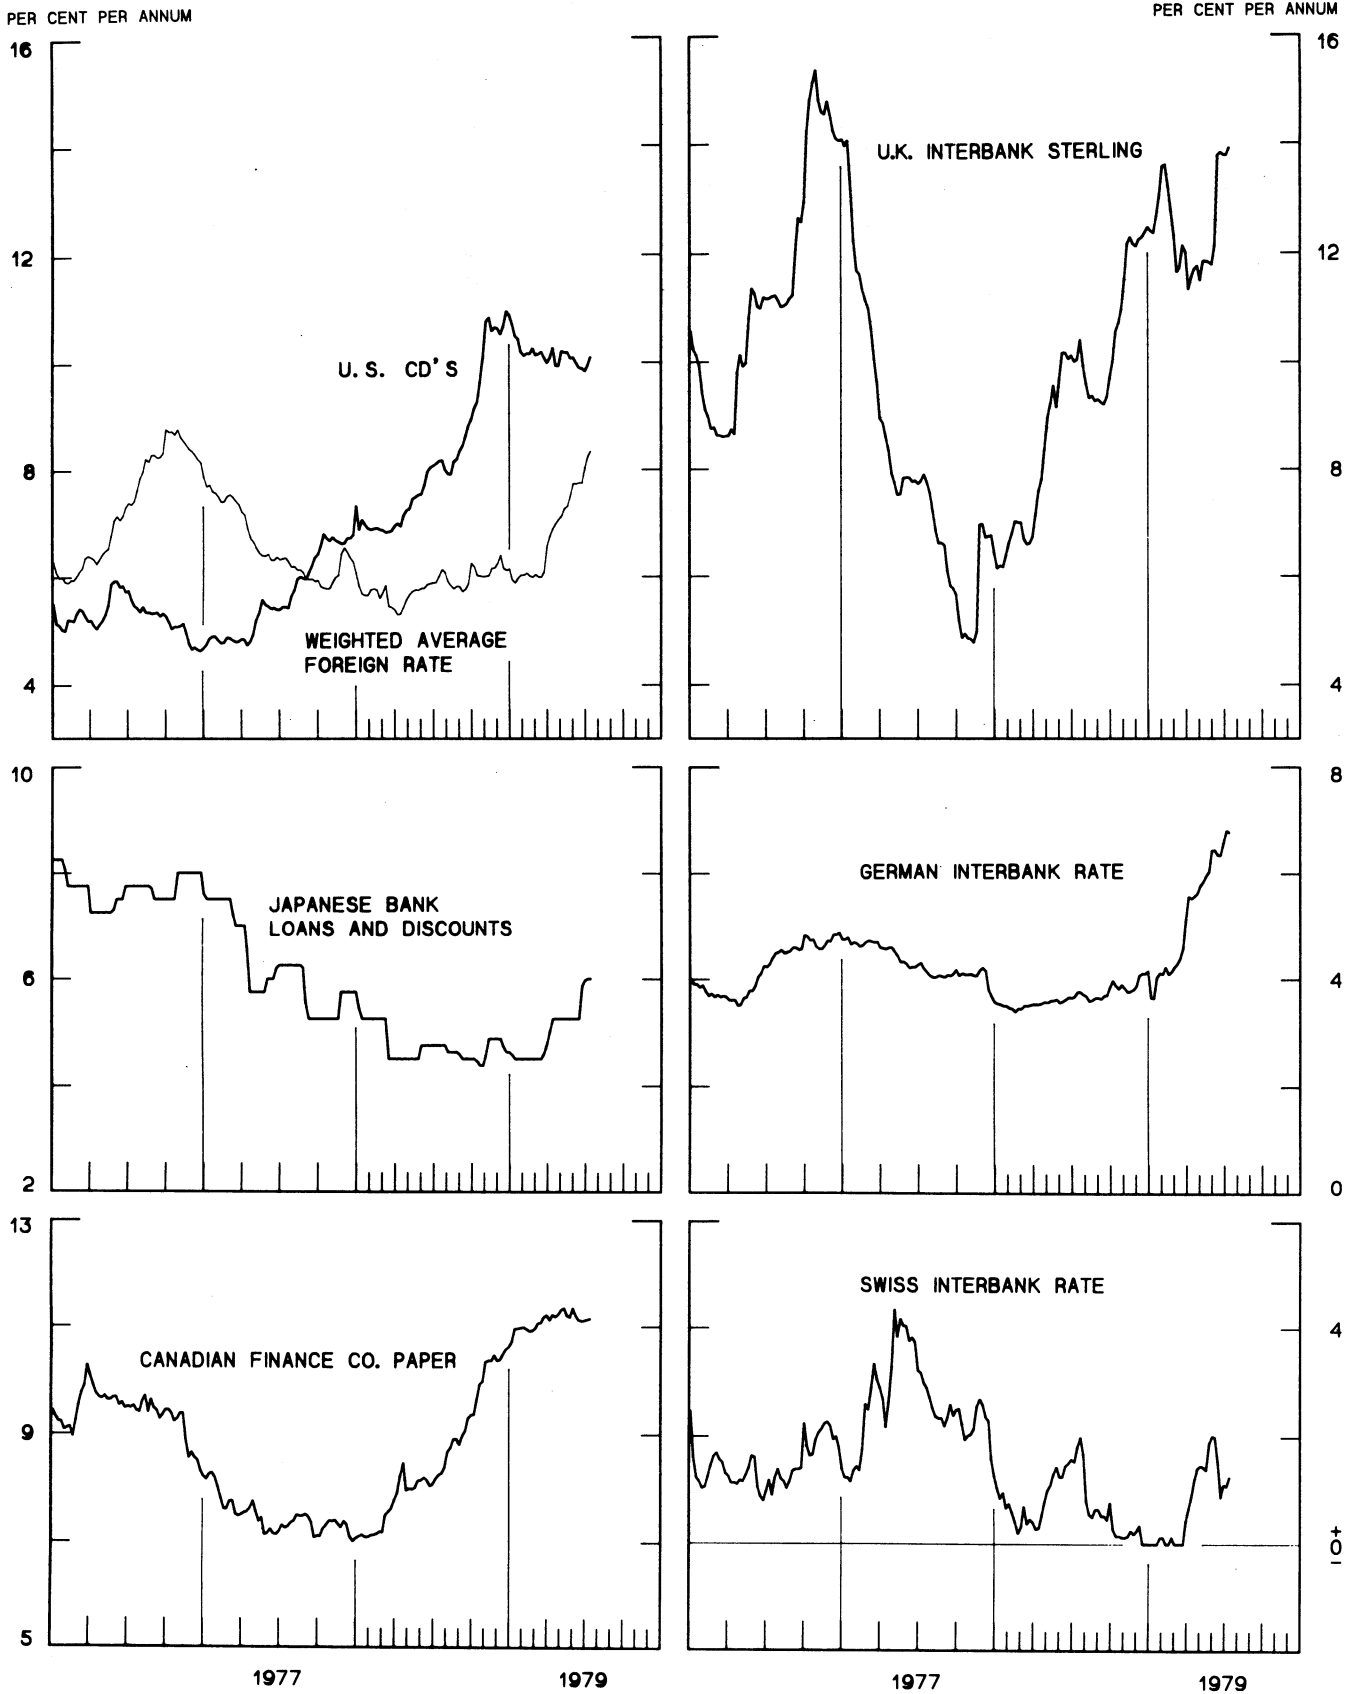 PER CENT PER ANNUM
PER CENT PER ANNUM
16
12
8
4
U.S. CD'S
WEIGHTED AVERAGE
FOREIGN RATE
U.K. INTERBANK STERLING
16
12
8
4
10
6
2
JAPANESE BANK
LOANS AND DISCOUNTS
GERMAN INTERBANK RATE
8
4
0
13
9
5
CANADIAN FINANCE CO. PAPER
SWISS INTERBANK RATE
4
+
0
–
1977
1979
1977
1979